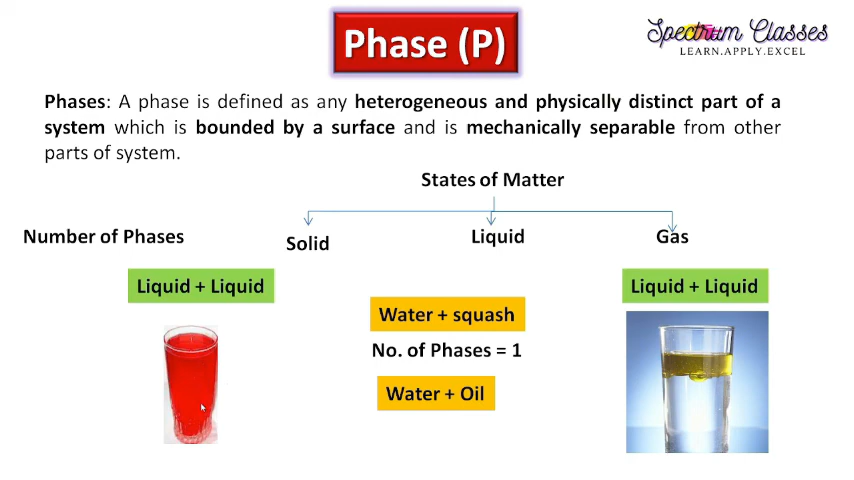 Phase (P)
Spectrum Classes
LEARN.APPLY.EXCEL
Phases: A phase is defined as any heterogeneous and physically distinct part of a
system which is bounded by a surface and is mechanically separable from other
parts of system.
States of Matter
Number of Phases
Solid
Liquid
Gas
Liquid + Liquid
Liquid + Liquid
Water + squash
No. of Phases = 1
Water + Oil